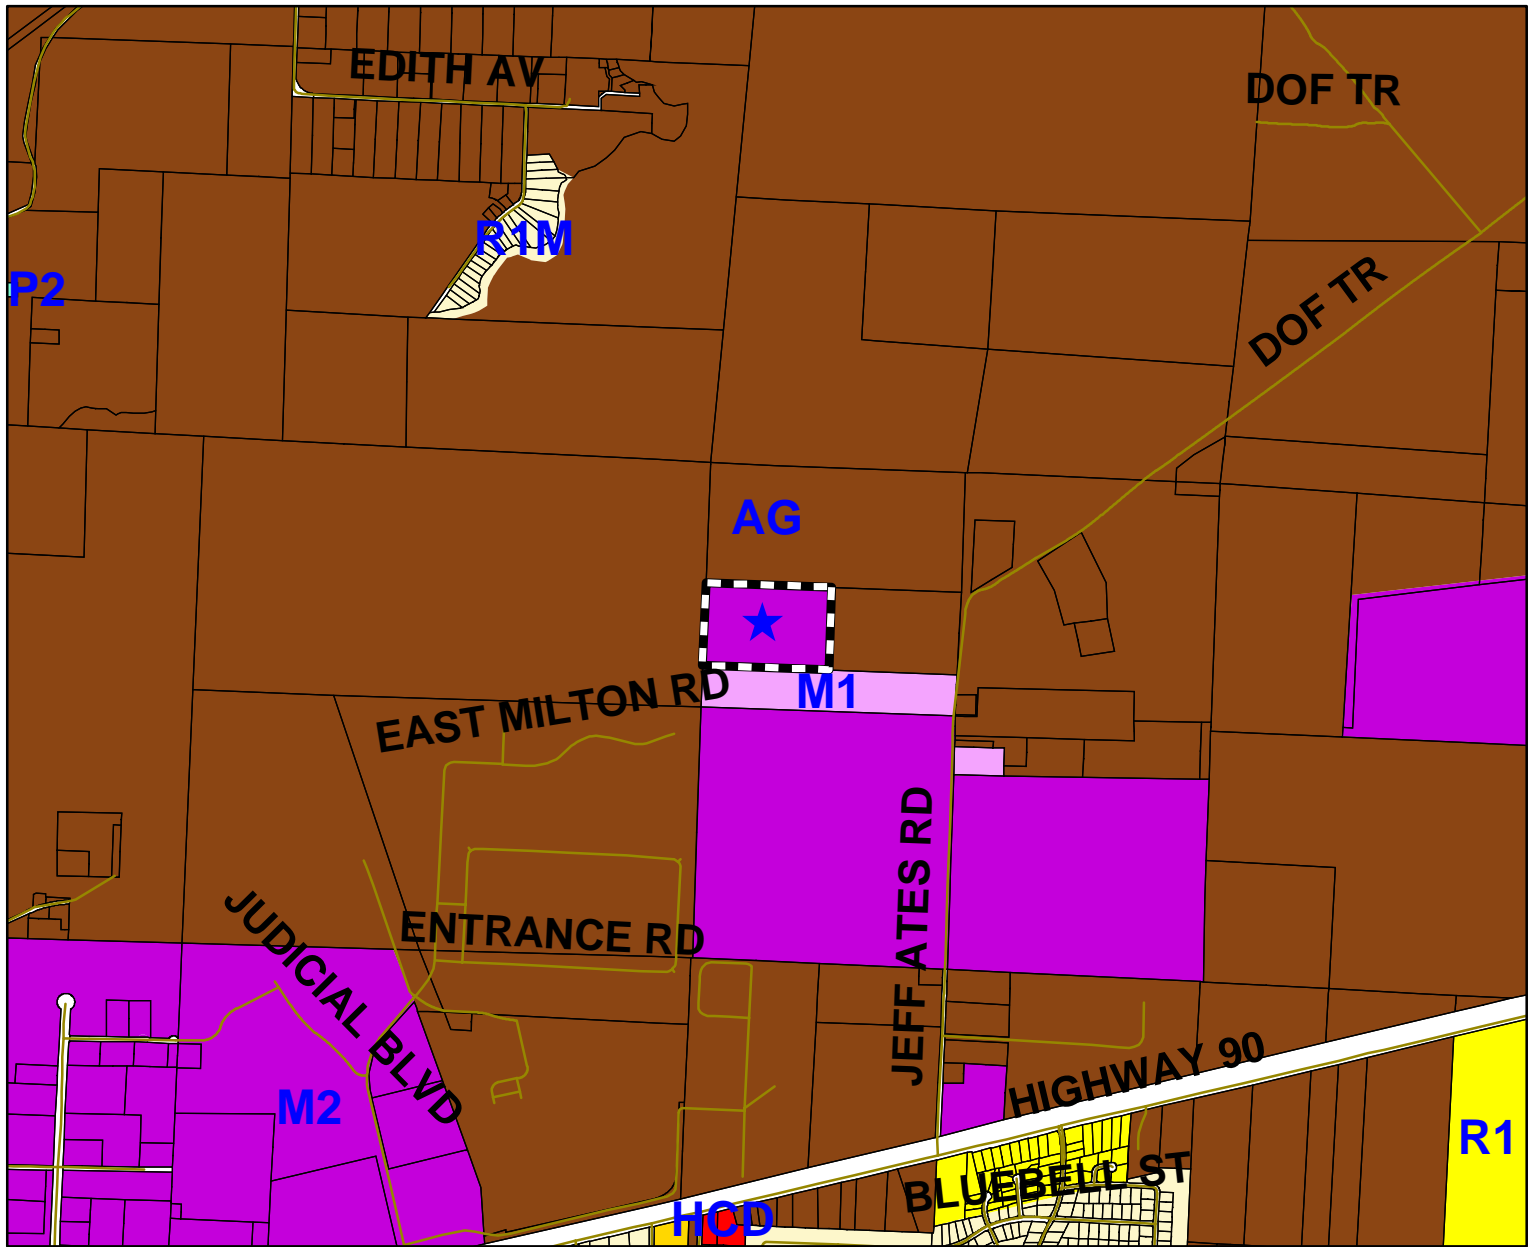 EDITH AV
DOF TR
R1M
P2
DOF TR
AG
EAST MILTON RD
M1
JEFF ATES RD
ENTRANCE RD
JUDICIAL BLVD
HIGHWAY 90
M2
R1
BLUEBELL ST
HCD